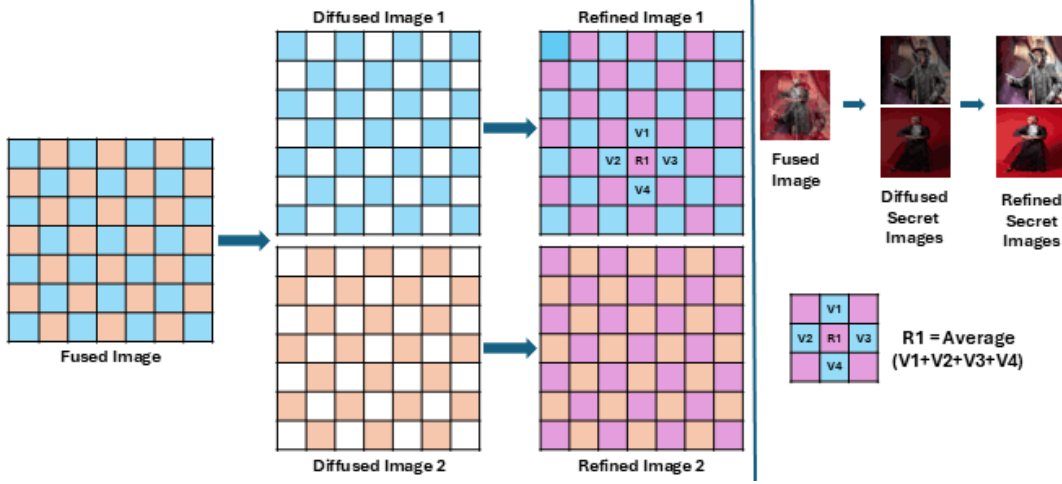 Diffused Image 1
Refined Image 1
V1
V2 R1 V3
V4
Fused Image
Diffused Image 2
Refined Image 2
Fused
Image
Diffused
Secret
Images
Refined
Secret
Images
V1
V2 R1 V3
V4
R1 = Average
(V1+V2+V3+V4)